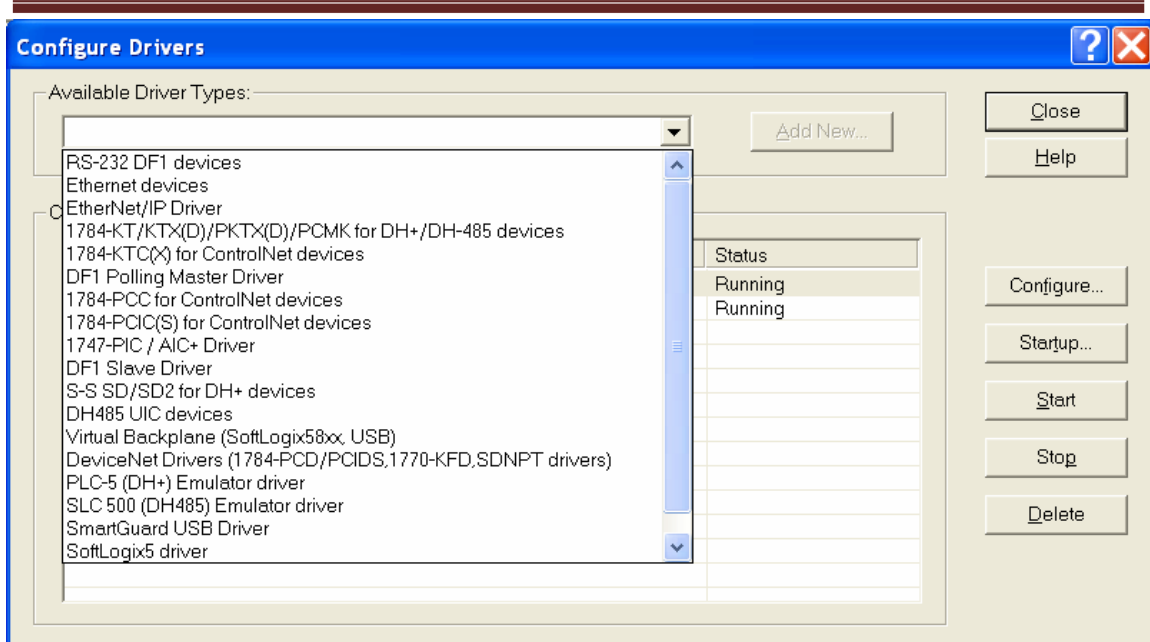 Configure Drivers
Available Driver Types:
Add New...
Close
Help
RS-232 DF1 devices
Ethernet devices
EtherNet/IP Driver
1784-KT/KTX(D)/PKTX(D)/PCMK for DH+/DH-485 devices
1784-KTC(X) for ControlNet devices
DF1 Polling Master Driver
1784-PCC for ControlNet devices
1784-PCIC(S) for ControlNet devices
1747-PIC / AIC+ Driver
DF1 Slave Driver
S-S SD/SD2 for DH+ devices
DH485 UIC devices
Virtual Backplane (SoftLogix58xx, USB)
DeviceNet Drivers (1784-PCD/PCIDS,1770-KFD,SDNPT drivers)
PLC-5 (DH+) Emulator driver
SLC 500 (DH485) Emulator driver
SmartGuard USB Driver
SoftLogix5 driver
Status
Running
Running
Configure...
Startup...
Start
Stop
Delete